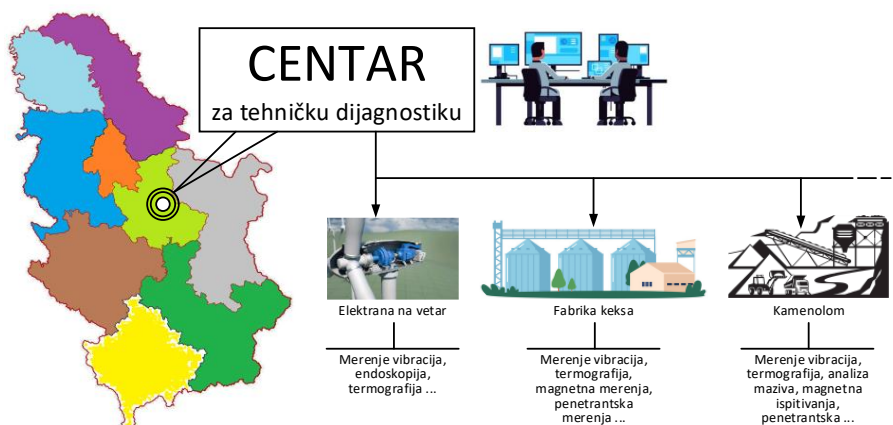 CENTAR
za tehničku dijagnostiku
Elektrana na vetar
Merenje vibracija,
endoskopija,
termografija ...
Fabrika keksa
Merenje vibracija,
termografija,
magnetna merenja,
penetrantska
merenja ...
Kamenolom
Merenje vibracija,
termografija, analiza
maziva, magnetna
ispitivanja,
penetrantska ...